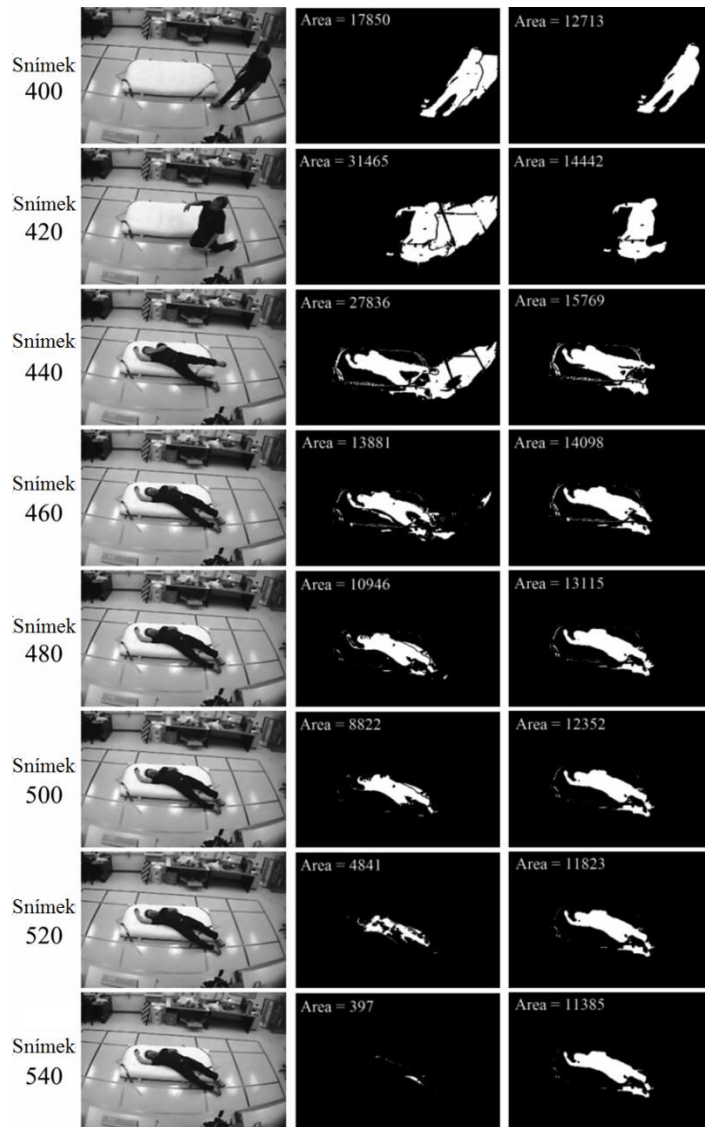 Area = 17850
Area = 12713
Snímek
400
Area = 31465
Area = 14442
Snímek
420
Area = 27836
Area = 15769
Snímek
440
Area = 13881
Area = 14098
Snímek
460
Area = 10946
Area = 13115
Snímek
480
Area = 8822
Area = 12352
Snímek
500
Area = 4841
Area = 11823
Snímek
520
Area = 397
Area = 11385
Snímek
540